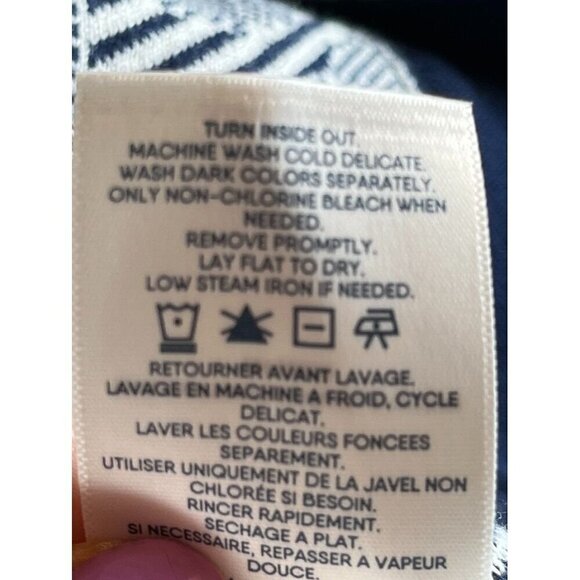 TURN INSIDE OUT.
MACHINE WASH COLD DELICATE.
WASH DARK COLORS SEPARATELY.
ONLY NON-CHLORINE BLEACH WHEN
NEEDED.
REMOVE PROMPTLY.
LAY FLAT TO DRY.
LOW STEAM IRON IF NEEDED.
RETOURNER AVANT LAVAGE.
LAVAGE EN MACHINE A FROID, CYCLE
DELICAT.
LAVER LES COULEURS FONCEES
SEPAREMENT.
UTILISER UNIQUEMENT DE LA JAVEL NON
CHLORÉE SI BESOIN.
RINCER RAPIDEMENT.
SECHAGE A PLAT.
SI NECESSAIRE, REPASSER A VAPEUR
DOUCE.